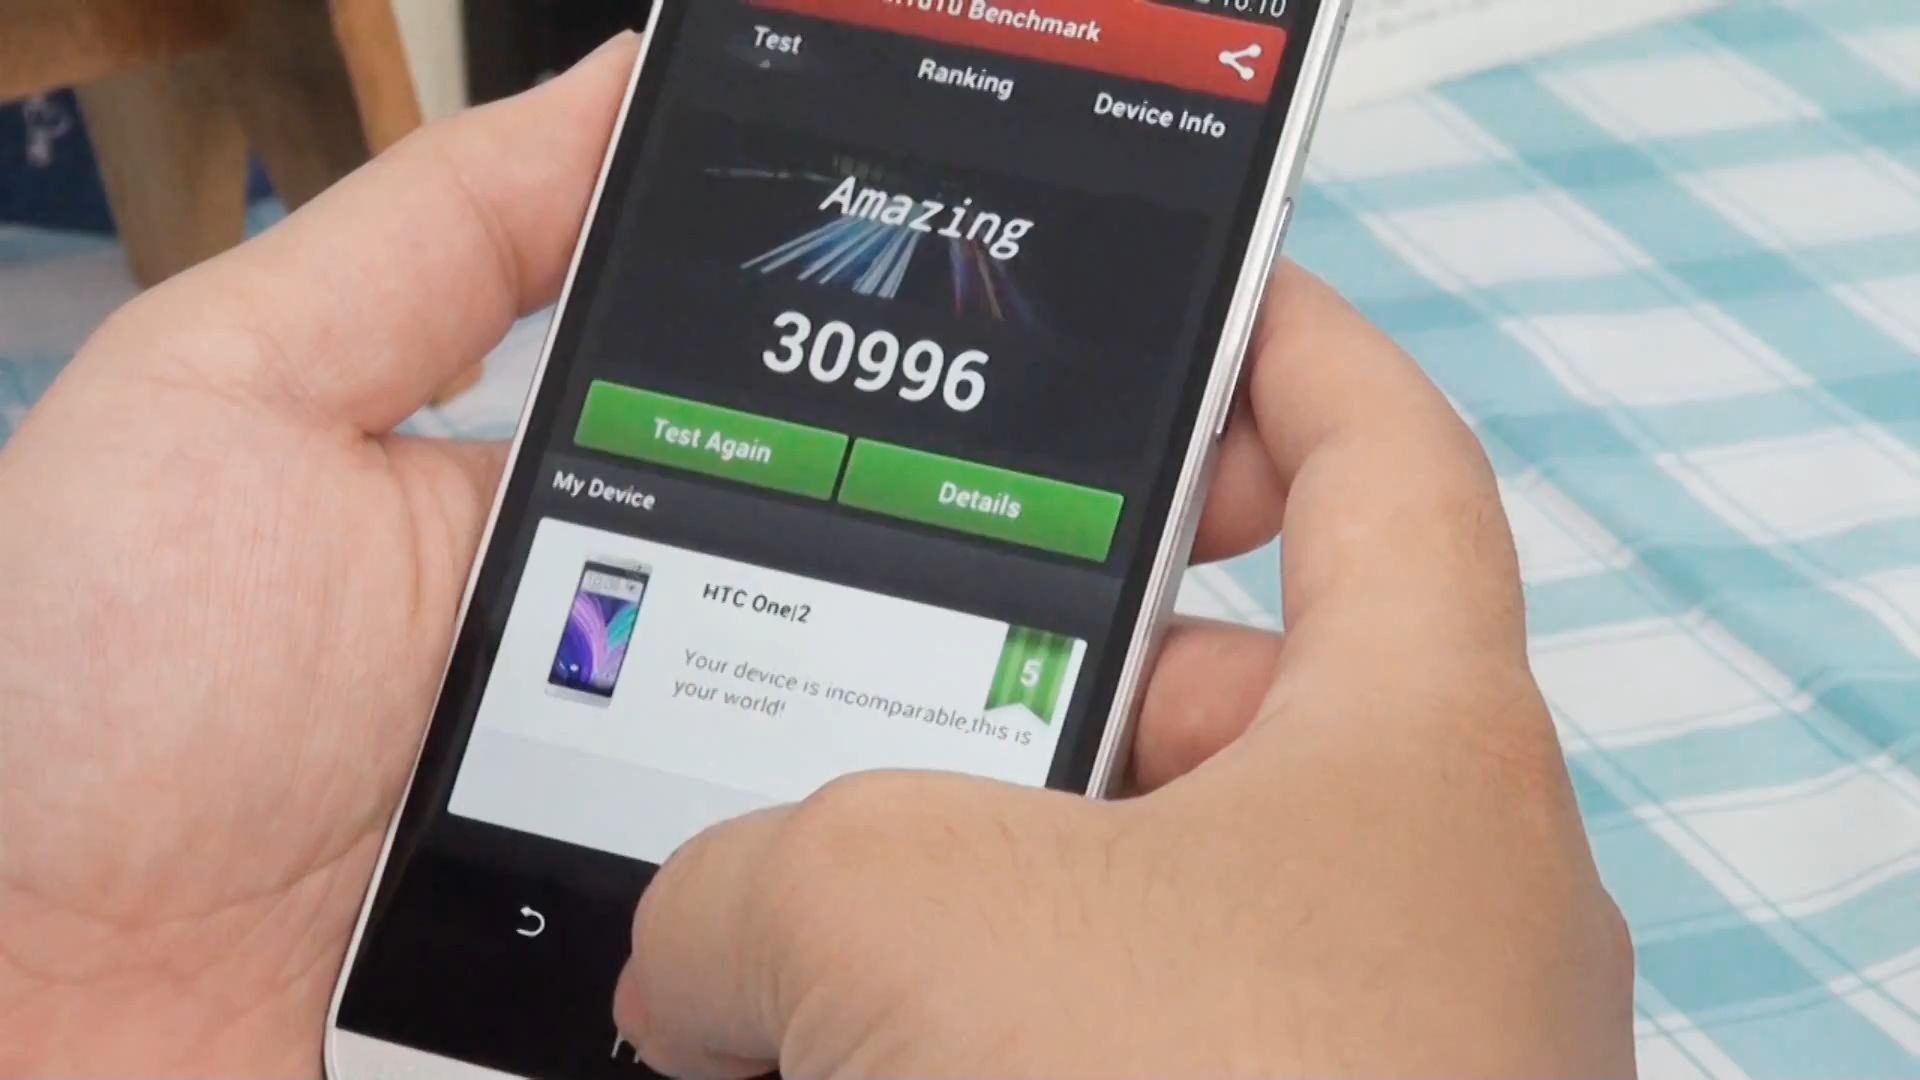 Benchmark
Test
Ranking
Device Info
Amazing
30996
Test Again
Details
My Device
HTC One|2
5
Your device is incomparable,this is
your world!